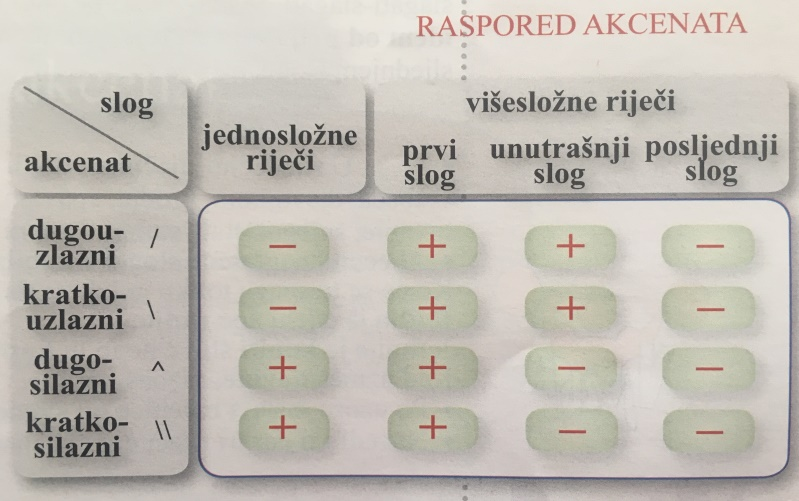 RASPORED AKCENATA
slog
akcenat
jednosložne
riječi
višesložne riječi
prvi
slog
unutrašnji
slog
posljednji
slog
dugou-
zlazni / − + + −
kratko-
uzlazni \ − + + −
dugo-
silazni ^ + + − −
kratko-
silazni \\ + + − −